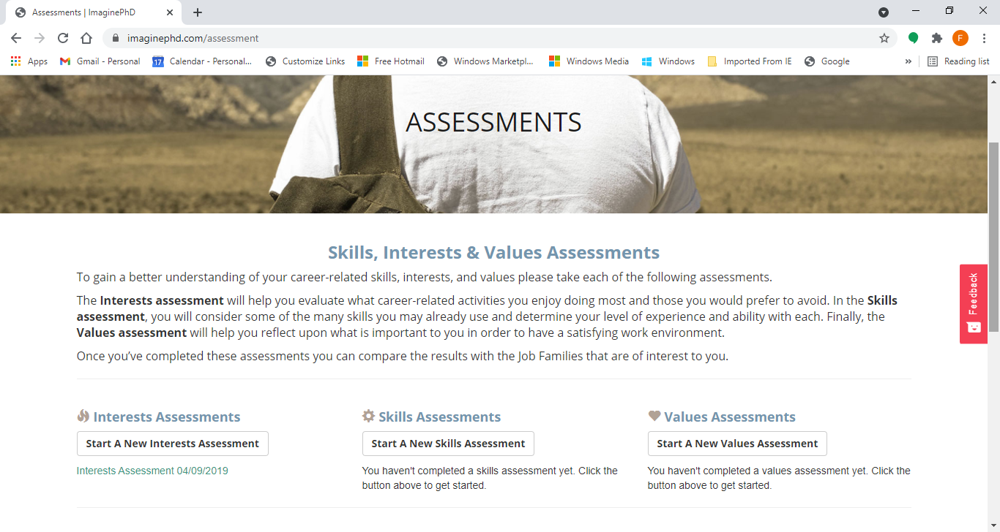 Assessments | ImaginePhD
imaginephd.com/assessment
F
Apps
Gmail - Personal
17
Calendar - Personal...
Customize Links
Free Hotmail
Windows Marketpl...
Windows Media
Windows
Imported From IE
Google
»
Reading list
ASSESSMENTS
Skills, Interests & Values Assessments
To gain a better understanding of your career-related skills, interests, and values please take each of the following assessments.
The Interests assessment will help you evaluate what career-related activities you enjoy doing most and those you would prefer to avoid. In the Skills
assessment, you will consider some of the many skills you may already use and determine your level of experience and ability with each. Finally, the
Values assessment will help you reflect upon what is important to you in order to have a satisfying work environment.
Once you’ve completed these assessments you can compare the results with the Job Families that are of interest to you.
Feedback
Interests Assessments
Start A New Interests Assessment
Interests Assessment 04/09/2019
Skills Assessments
Start A New Skills Assessment
You haven't completed a skills assessment yet. Click the
button above to get started.
Values Assessments
Start A New Values Assessment
You haven't completed a values assessment yet. Click the
button above to get started.